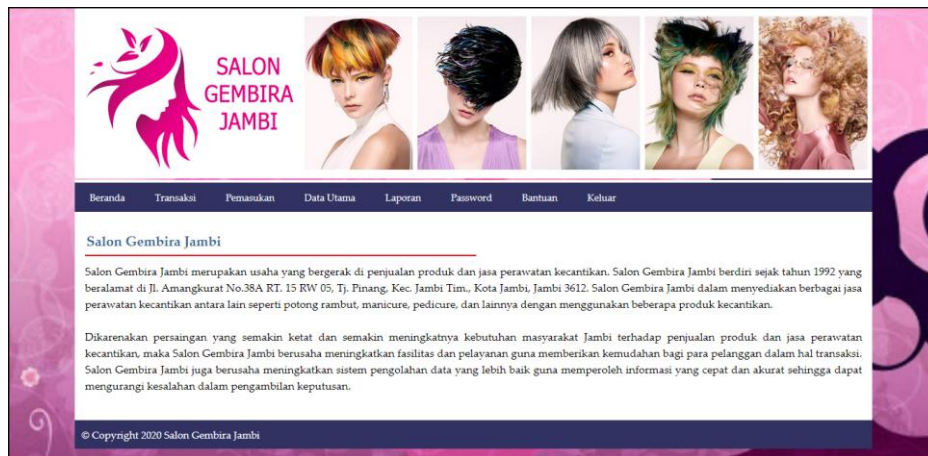 SALON
GEMBIRA
JAMBI
Beranda Transaksi Pemasukan Data Utama Laporan Password Bantuan Keluar
Salon Gembira Jambi
Salon Gembira Jambi merupakan usaha yang bergerak di penjualan produk dan jasa perawatan kecantikan. Salon Gembira Jambi berdiri sejak tahun 1992 yang
beralamat di Jl. Amangkurat No.38A RT. 15 RW 05, Tj. Pinang, Kec. Jambi Tim., Kota Jambi, Jambi 3612. Salon Gembira Jambi dalam menyediakan berbagai jasa
perawatan kecantikan antara lain seperti potong rambut, manicure, pedicure, dan lainnya dengan menggunakan beberapa produk kecantikan.
Dikarenakan persaingan yang semakin ketat dan semakin meningkatnya kebutuhan masyarakat Jambi terhadap penjualan produk dan jasa perawatan
kecantikan, maka Salon Gembira Jambi berusaha meningkatkan fasilitas dan pelayanan guna memberikan kemudahan bagi para pelanggan dalam hal transaksi.
Salon Gembira Jambi juga berusaha meningkatkan sistem pengolahan data yang lebih baik guna memperoleh informasi yang cepat dan akurat sehingga dapat
mengurangi kesalahan dalam pengambilan keputusan.
© Copyright 2020 Salon Gembira Jambi